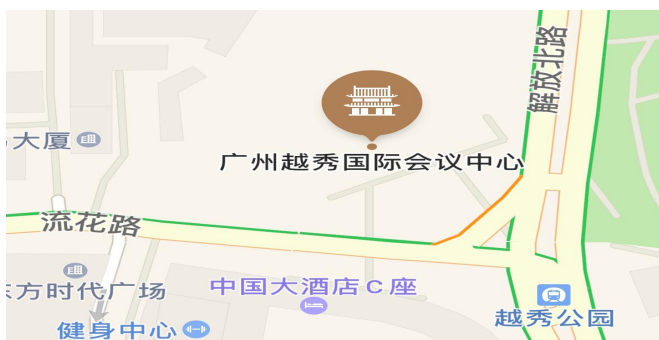 解放北路
大厦
广州越秀国际会议中心
流花路
东方时代广场
中国大酒店C座
健身中心
越秀公园